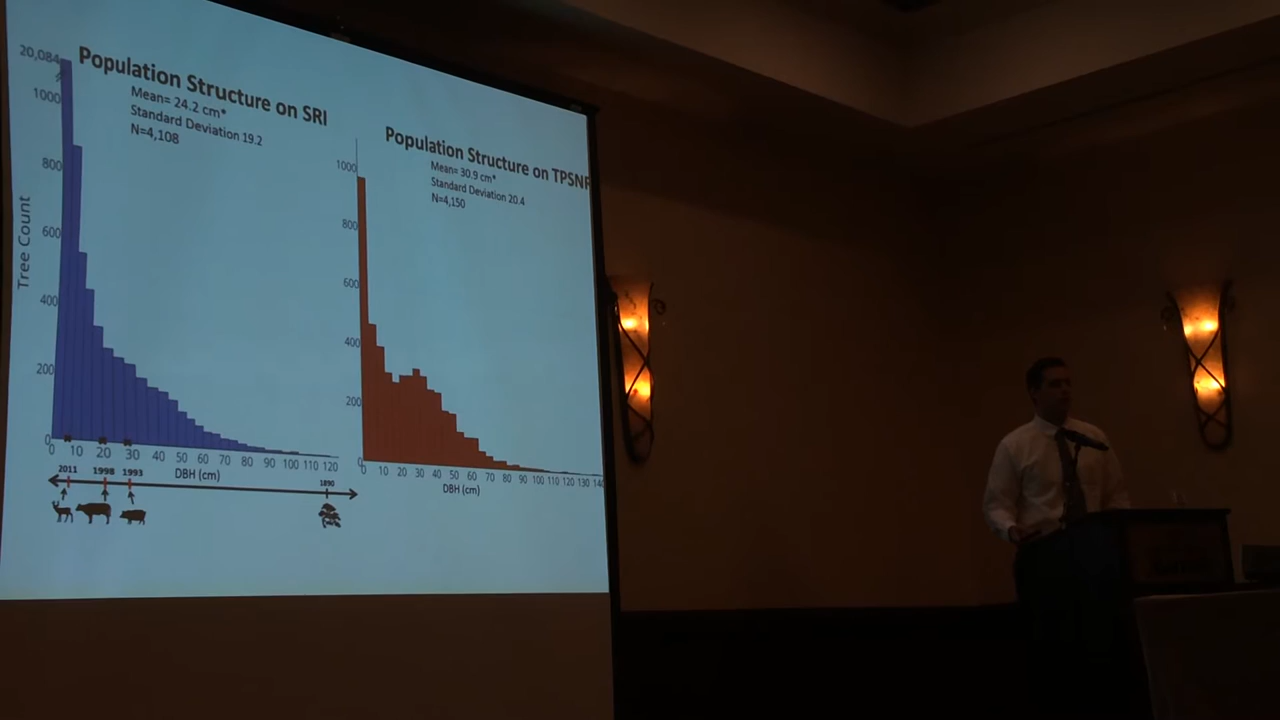 Population Structure on SRI
Mean= 24.2 cm*
Standard Deviation 19.2
N=4,108
20,084
1000
800
600
400
200
0
Tree Count
0 10 20 30 40 50 60 70 80 90 100 110 120
DBH (cm)
2011 1998 1993 1890
Population Structure on TPSNR
Mean= 30.9 cm*
Standard Deviation 20.4
N=4,150
1000
800
600
400
200
0
0 10 20 30 40 50 60 70 80 90 100 110 120 130 140
DBH (cm)